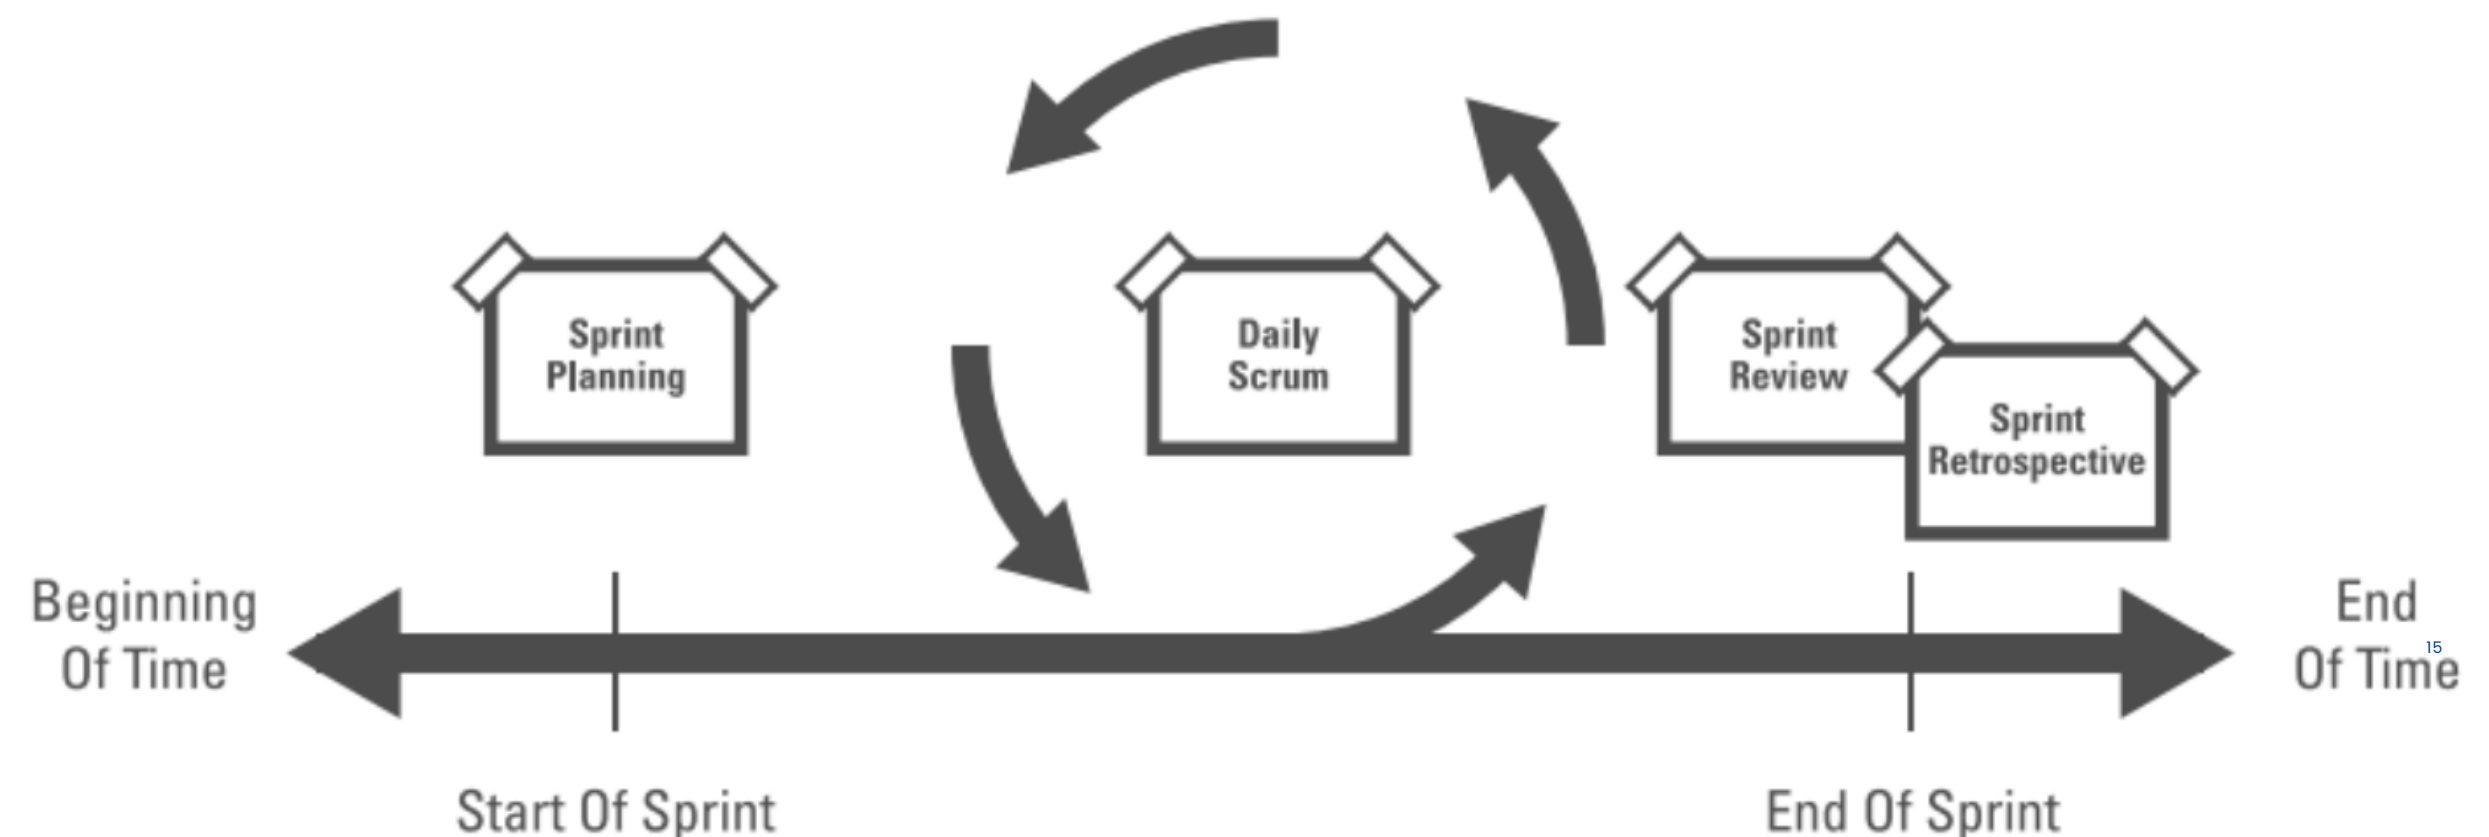 Sprint
Planning
Daily
Scrum
Sprint
Review
Sprint
Retrospective
Beginning
Of Time
End
Of Time
15
Start Of Sprint
End Of Sprint